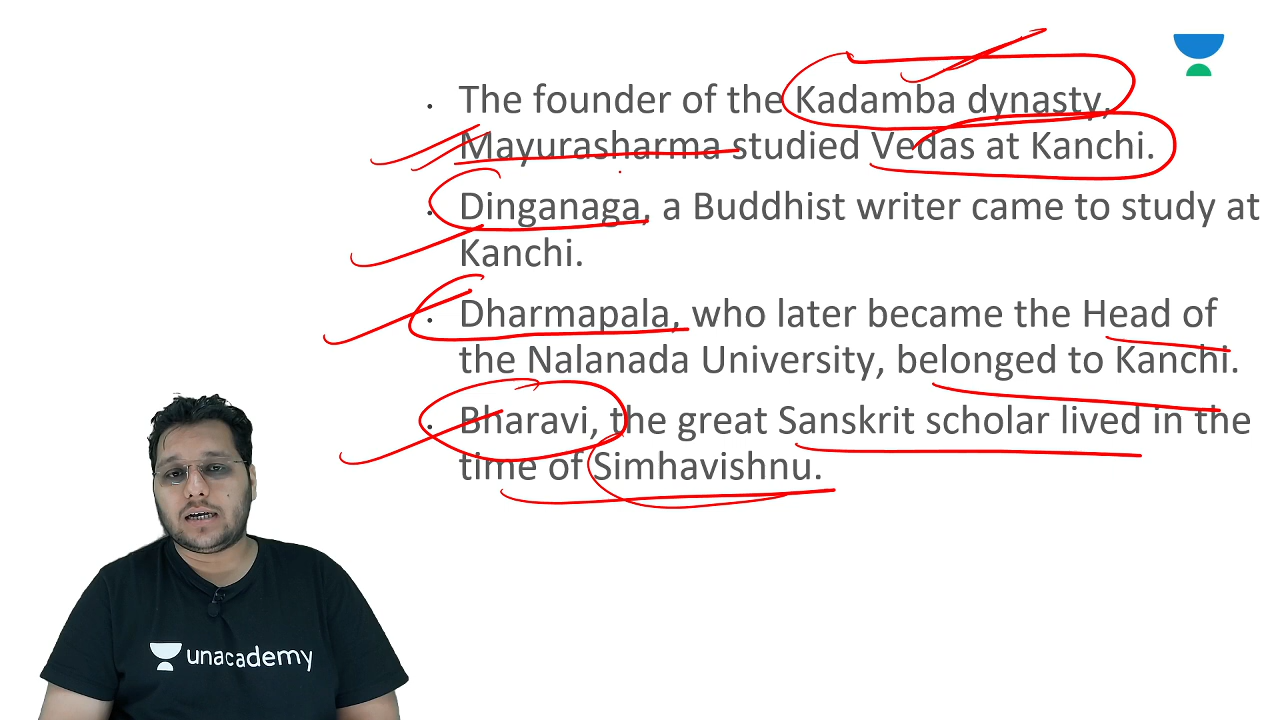 • The founder of the Kadamba dynasty,
Mayurasharma studied Vedas at Kanchi.
• Dinganaga, a Buddhist writer came to study at
Kanchi.
• Dharmapala, who later became the Head of
the Nalanada University, belonged to Kanchi.
• Bharavi, the great Sanskrit scholar lived in the
time of Simhavishnu.
unacademy